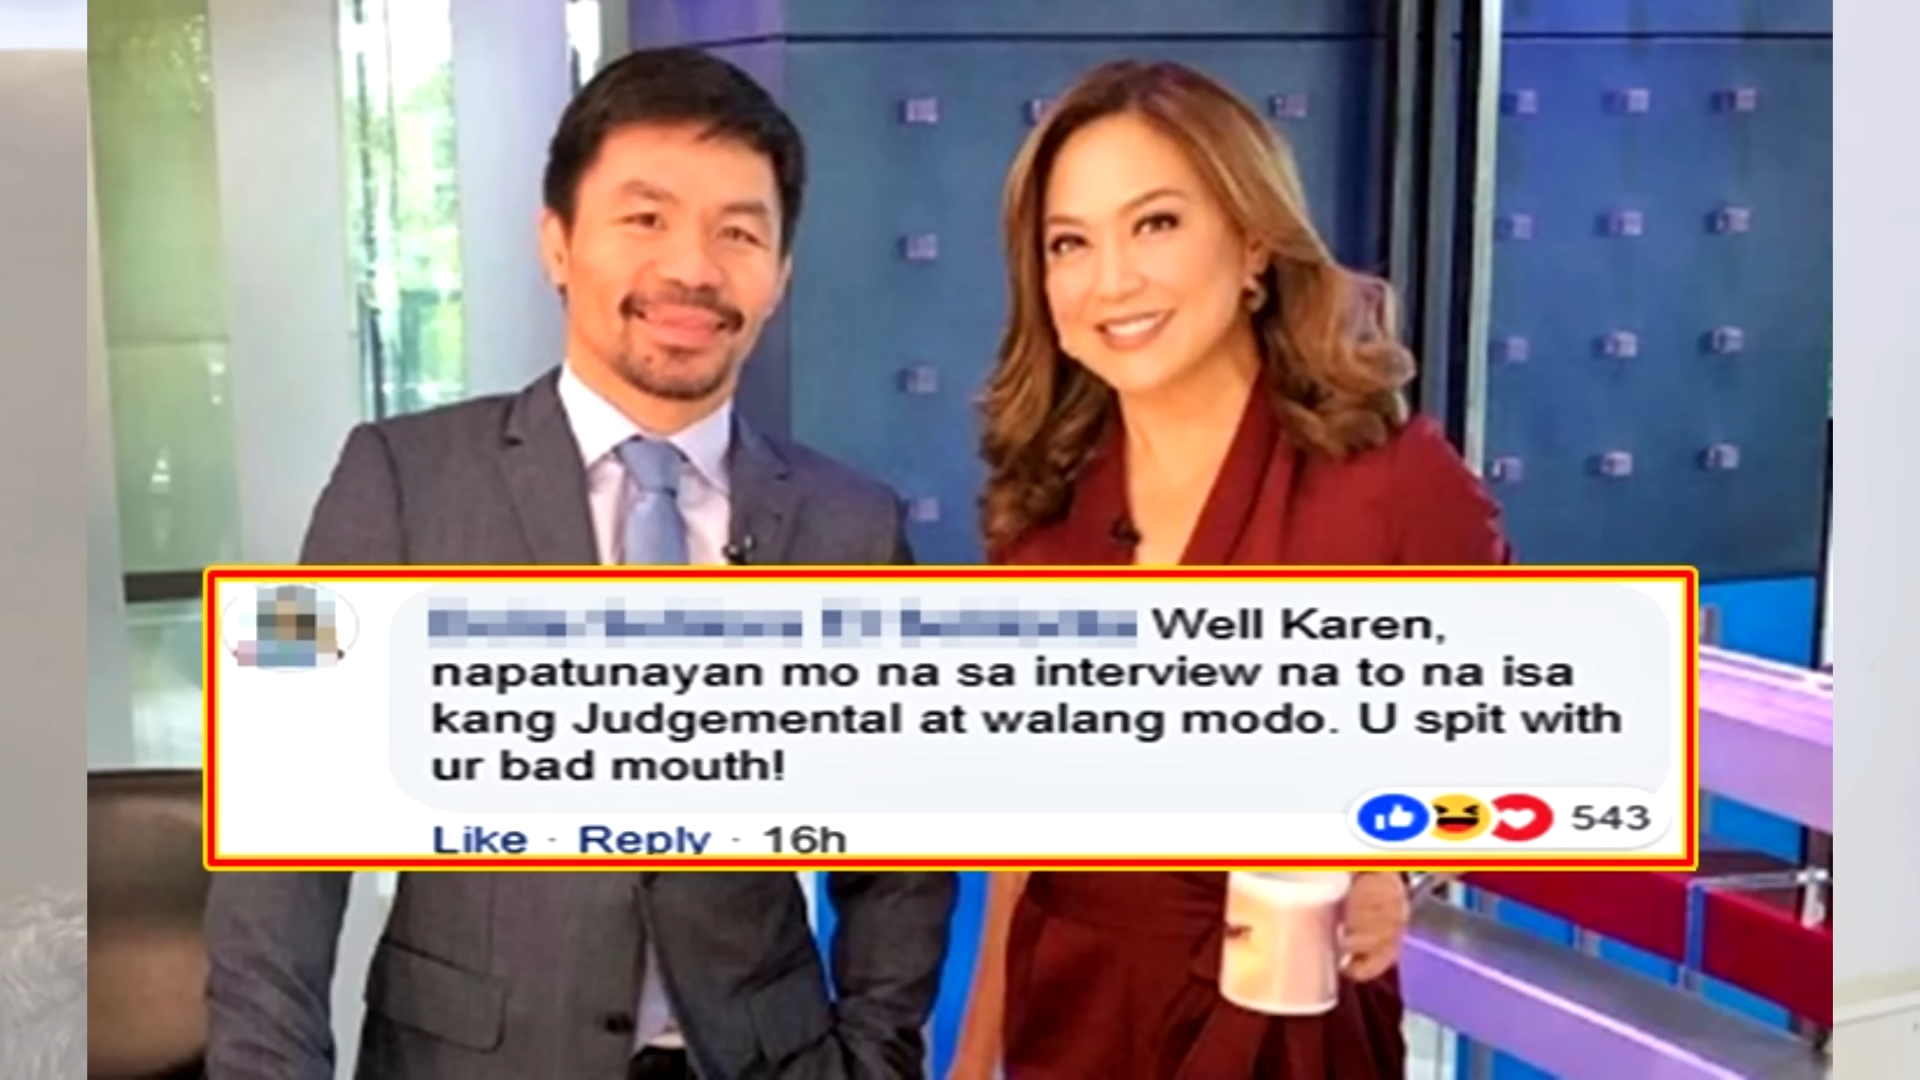 Well Karen,
napatunayan mo na sa interview na to na isa
kang Judgemental at walang modo. U spit with
ur bad mouth!
543
Like · Reply · 16h